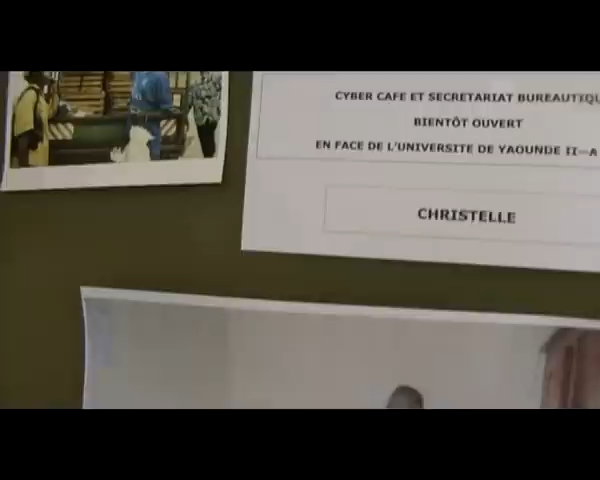 CYBER CAFE ET SECRETARIAT BUREAUTIQU
BIENTÔT OUVERT
EN FACE DE L'UNIVERSITE DE YAOUNDE II—A
CHRISTELLE